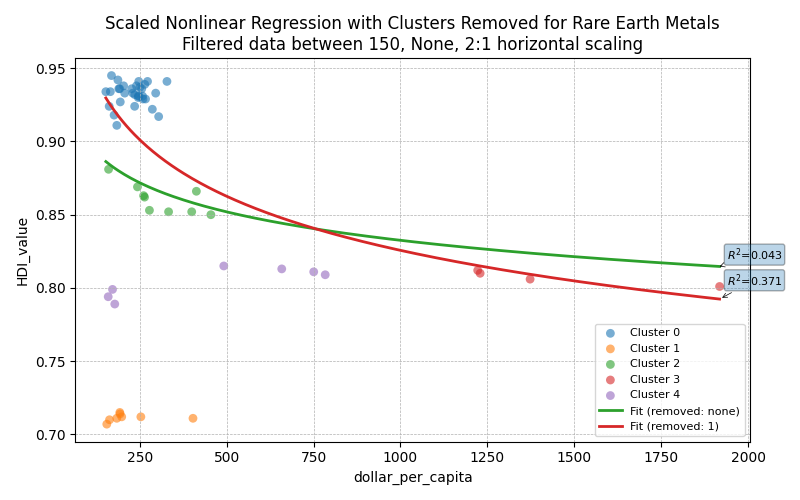 Scaled Nonlinear Regression with Clusters Removed for Rare Earth Metals
Filtered data between 150, None, 2:1 horizontal scaling
0.95
0.90
0.85
0.80
0.75
0.70
HDI_value
R²=0.043
R²=0.371
Cluster 0
Cluster 1
Cluster 2
Cluster 3
Cluster 4
Fit (removed: none)
Fit (removed: 1)
250 500 750 1000 1250 1500 1750 2000
dollar_per_capita